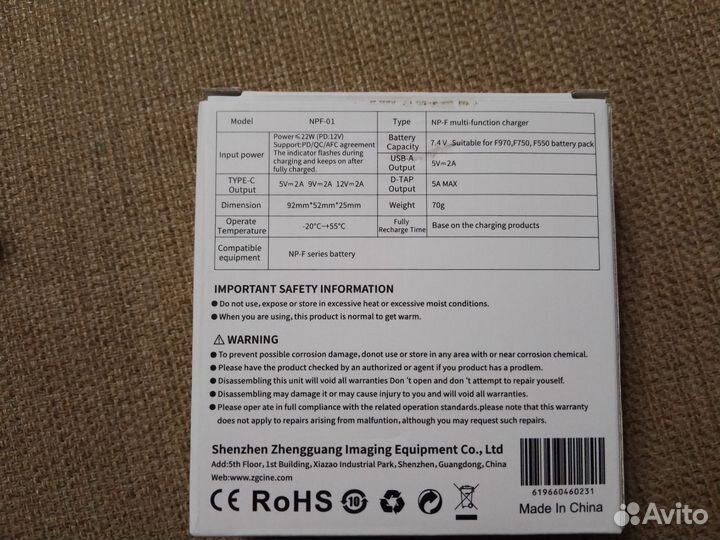 Model NPF-01 Type NP-F multi-function charger
Input power
Power≤22W (PD:12V)
Support:PD/QC/AFC agreement
The indicator flashes during
charging and keeps on after
fully charged.
Battery
Capacity
7.4 V Suitable for F970,F750, F550 battery pack
USB-A
Output
5V⎓2A
TYPE-C
Output
5V⎓2A 9V⎓2A 12V⎓2A
D-TAP
Output
5A MAX
Dimension 92mm*52mm*25mm Weight 70g
Operate
Temperature
-20°C~+55°C
Fully
Recharge Time
Base on the charging products
Compatible
equipment
NP-F series battery
IMPORTANT SAFETY INFORMATION
● Do not use, expose or store in excessive heat or excessive moist conditions.
● When you are using, this product is normal to get warm.
⚠ WARNING
● To prevent possible corrosion damage, donot use or store in any area with or near corrosion chemical.
● Please have the product checked by an authorized or agent if you product has a prodlem.
● Disassembling this unit will void all warranties Don 't open and don 't attempt to repair youself.
● Disassembling may damage it or may cause injury to you and will void all warranties.
● Please oper ate in full compliance with the related operation standards.please note that this warranty
does not apply to repairs arising from malfuntion, although you may request such repairs.
Shenzhen Zhengguang Imaging Equipment Co., Ltd
Add:5th Floor, 1st Building, Xiazao Industrial Park, Shenzhen, Guangdong, China
Web:www.zgcine.com
CE RoHS 10
619660460231
Made In China
Avito